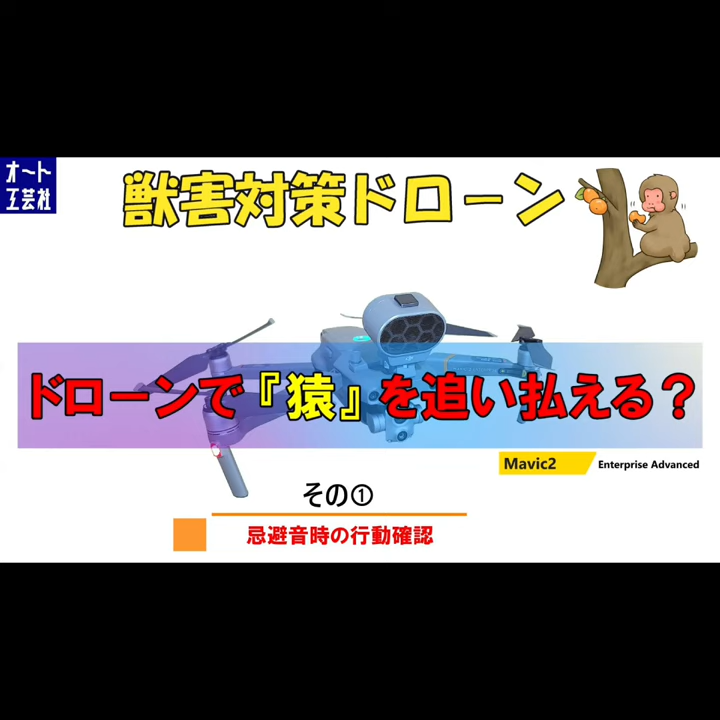 オート
工芸社
獣害対策ドローン
ドローンで『猿』を追い払える？
Mavic2 Enterprise Advanced
その①
忌避音時の行動確認